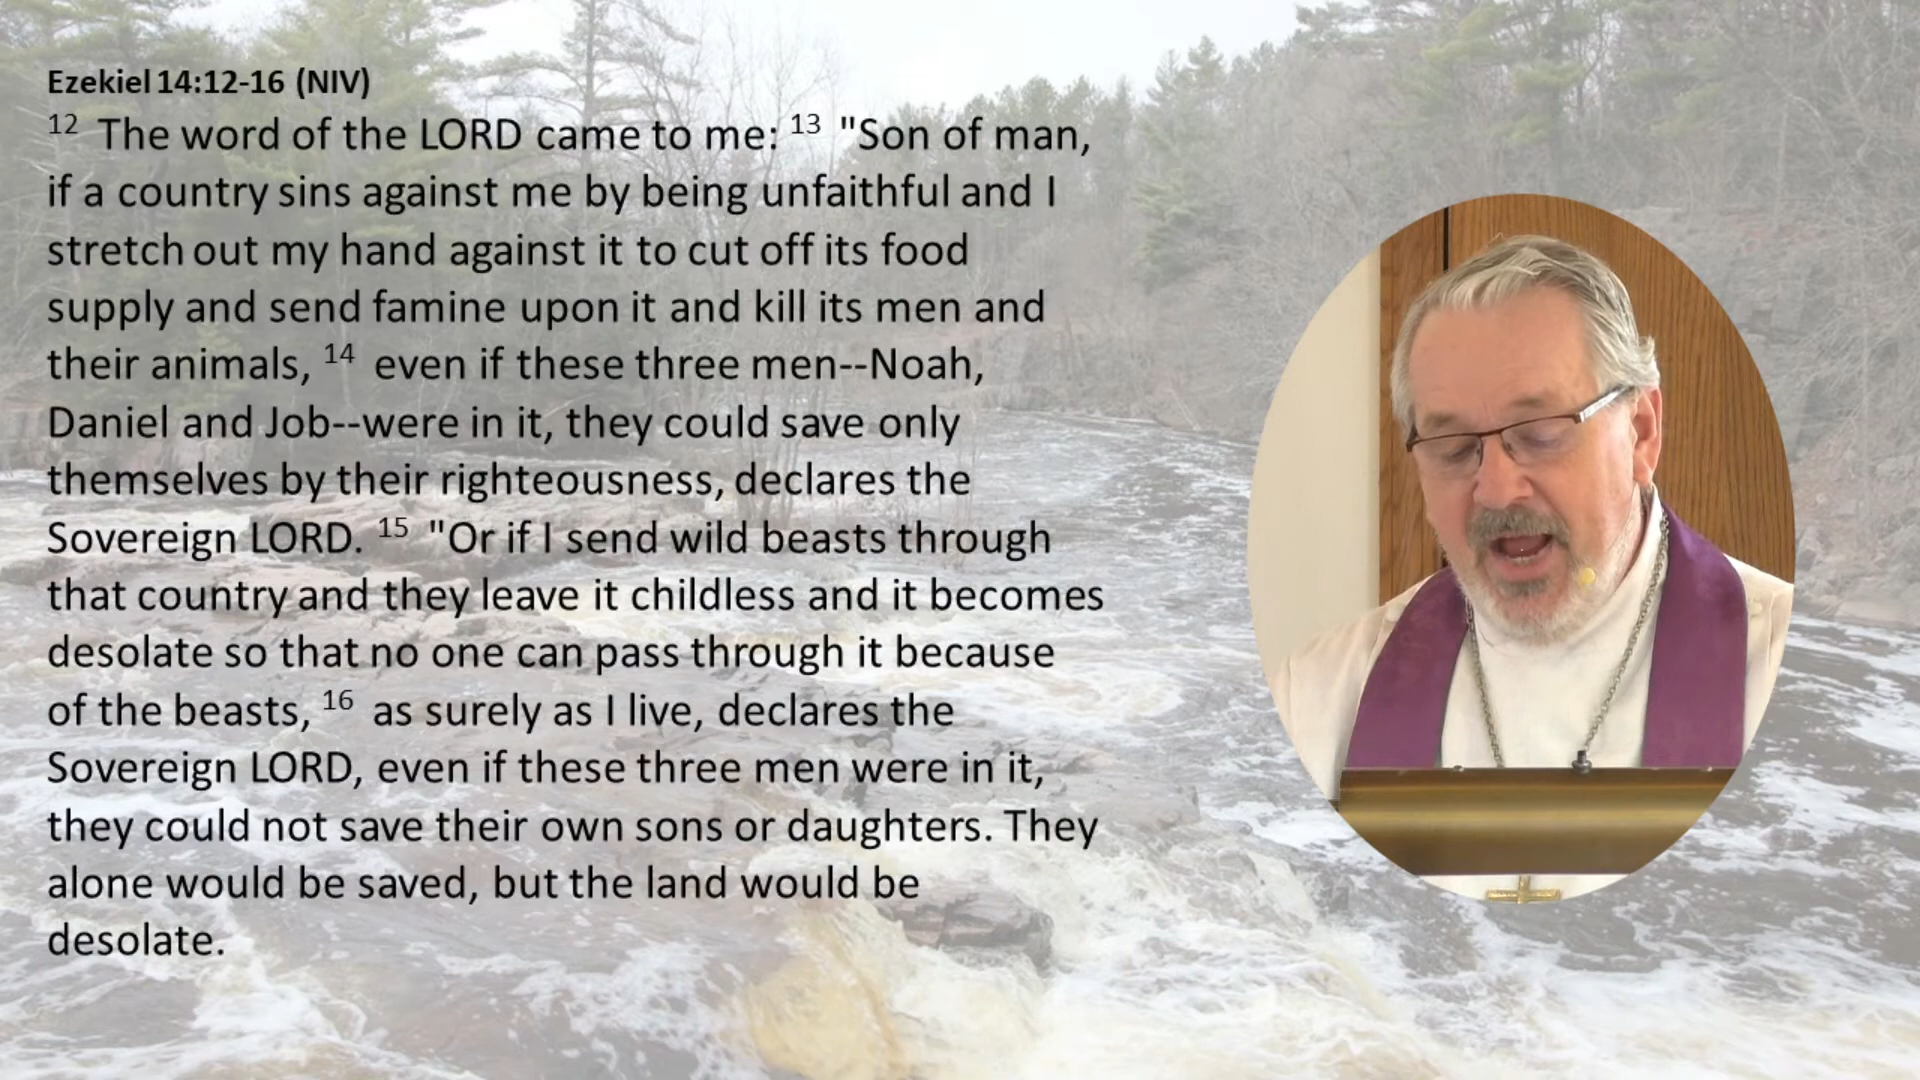 Ezekiel 14:12-16 (NIV)
12 The word of the LORD came to me: 13 "Son of man,
if a country sins against me by being unfaithful and I
stretch out my hand against it to cut off its food
supply and send famine upon it and kill its men and
their animals, 14 even if these three men--Noah,
Daniel and Job--were in it, they could save only
themselves by their righteousness, declares the
Sovereign LORD. 15 "Or if I send wild beasts through
that country and they leave it childless and it becomes
desolate so that no one can pass through it because
of the beasts, 16 as surely as I live, declares the
Sovereign LORD, even if these three men were in it,
they could not save their own sons or daughters. They
alone would be saved, but the land would be
desolate.